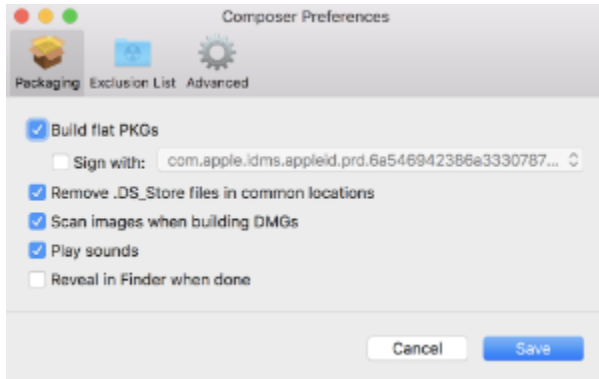 Composer Preferences
Packaging Exclusion List Advanced
Build flat PKGs
Sign with: com.apple.idms.appleid.prd.6a546942386a3330787...
Remove .DS_Store files in common locations
Scan images when building DMGs
Play sounds
Reveal in Finder when done
Cancel Save